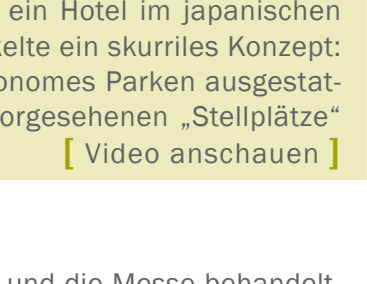 ein Hotel im japanischen
kelte ein skurriles Konzept:
onomes Parken ausgestat-
orgesehenen „Stellplätze“
[ Video anschauen ]
und die Messe behandelt